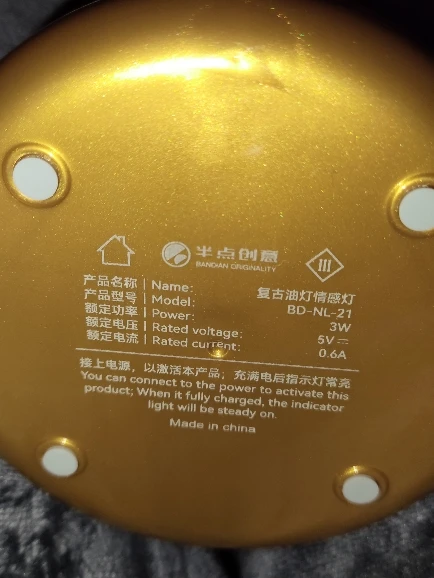 半点创意
BANDIAN ORIGINALITY
III
产品名称 | Name: 复古油灯情感灯
产品型号 | Model: BD-NL-21
额定功率 | Power: 3W
额定电压 | Rated voltage: 5V⎓
额定电流 | Rated current: 0.6A
接上电源，以激活本产品；充满电后指示灯常亮
You can connect to the power to activate this
product; When it fully charged, the indicator
light will be steady on.
Made in china